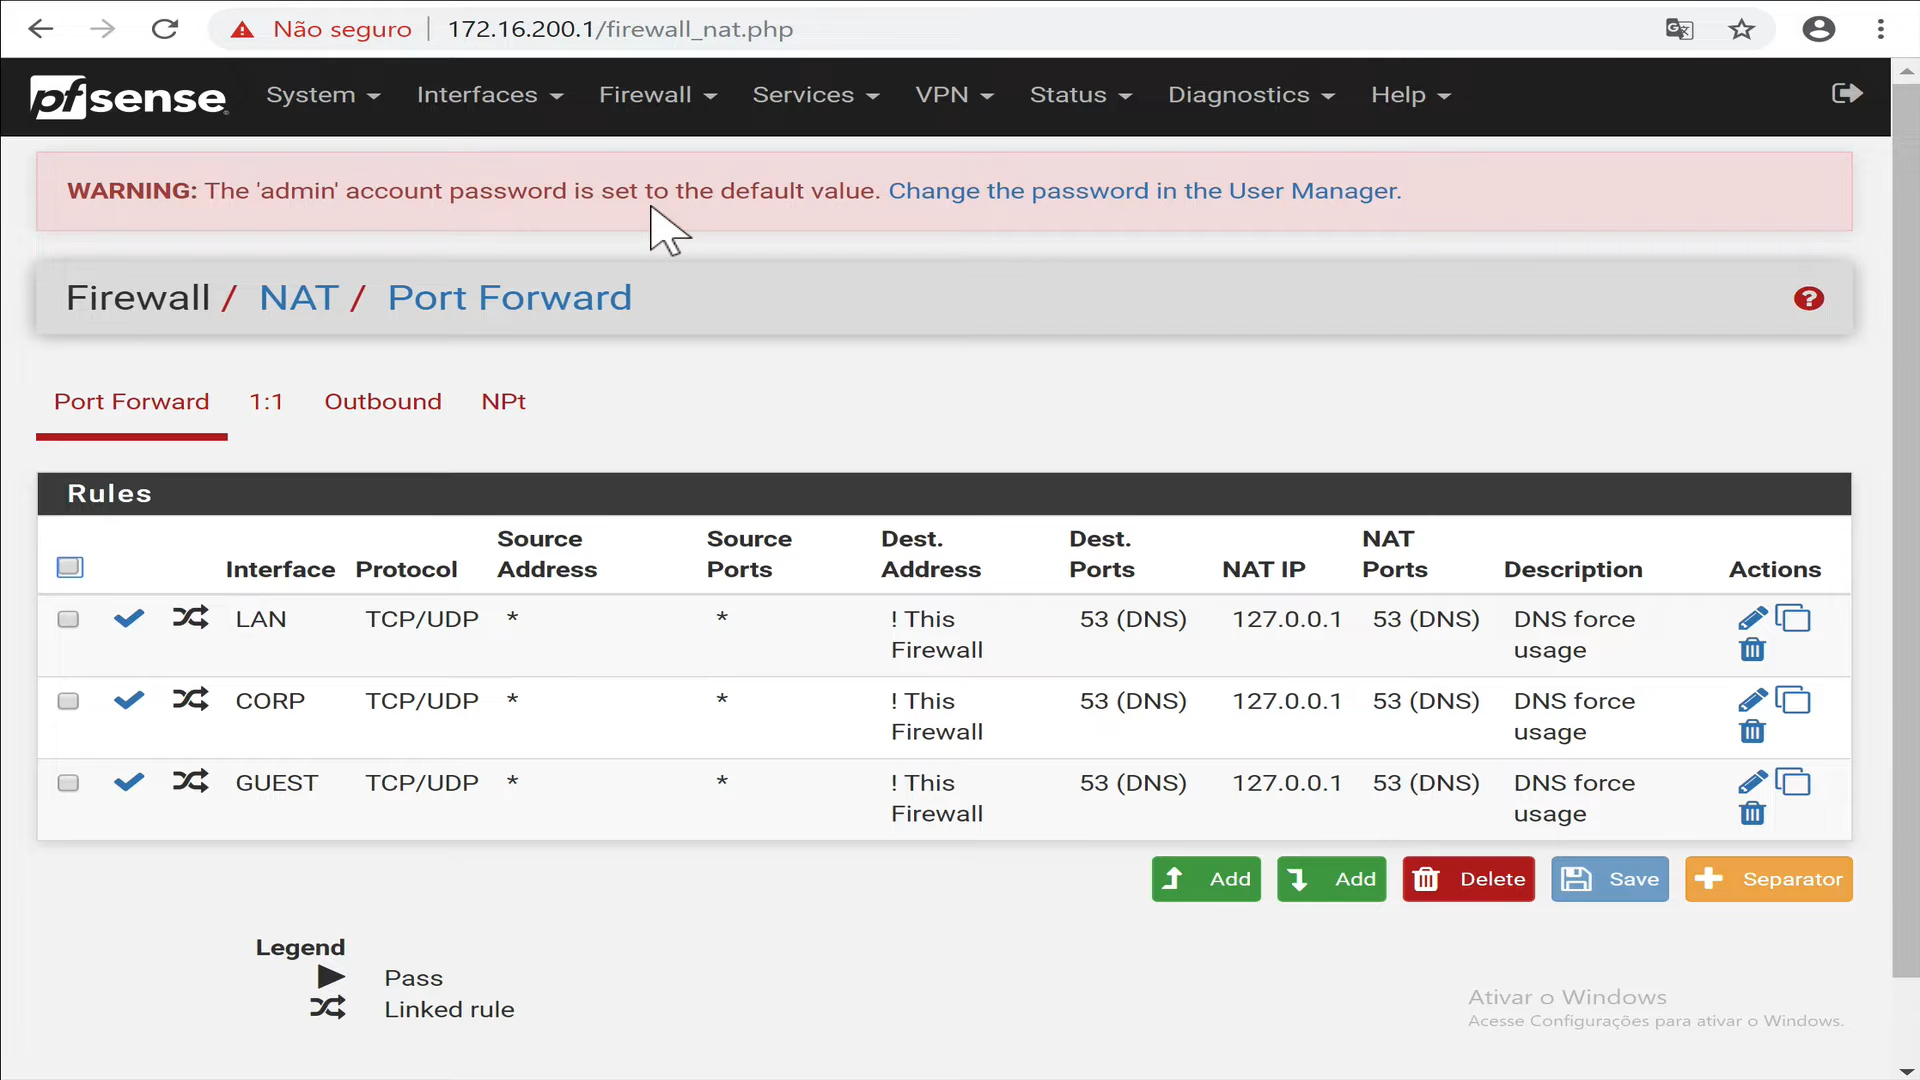 Não seguro 172.16.200.1/firewall_nat.php
pfsense System Interfaces Firewall Services VPN Status Diagnostics Help
WARNING: The 'admin' account password is set to the default value. Change the password in the User Manager.
Firewall / NAT / Port Forward
Port Forward 1:1 Outbound NPt
Rules
Interface Protocol Source Address Source Ports Dest. Address Dest. Ports NAT IP NAT Ports Description Actions
LAN TCP/UDP * * ! This Firewall 53 (DNS) 127.0.0.1 53 (DNS) DNS force usage
CORP TCP/UDP * * ! This Firewall 53 (DNS) 127.0.0.1 53 (DNS) DNS force usage
GUEST TCP/UDP * * ! This Firewall 53 (DNS) 127.0.0.1 53 (DNS) DNS force usage
Add Add Delete Save Separator
Legend
Pass
Linked rule
Ativar o Windows
Acesse Configurações para ativar o Windows.